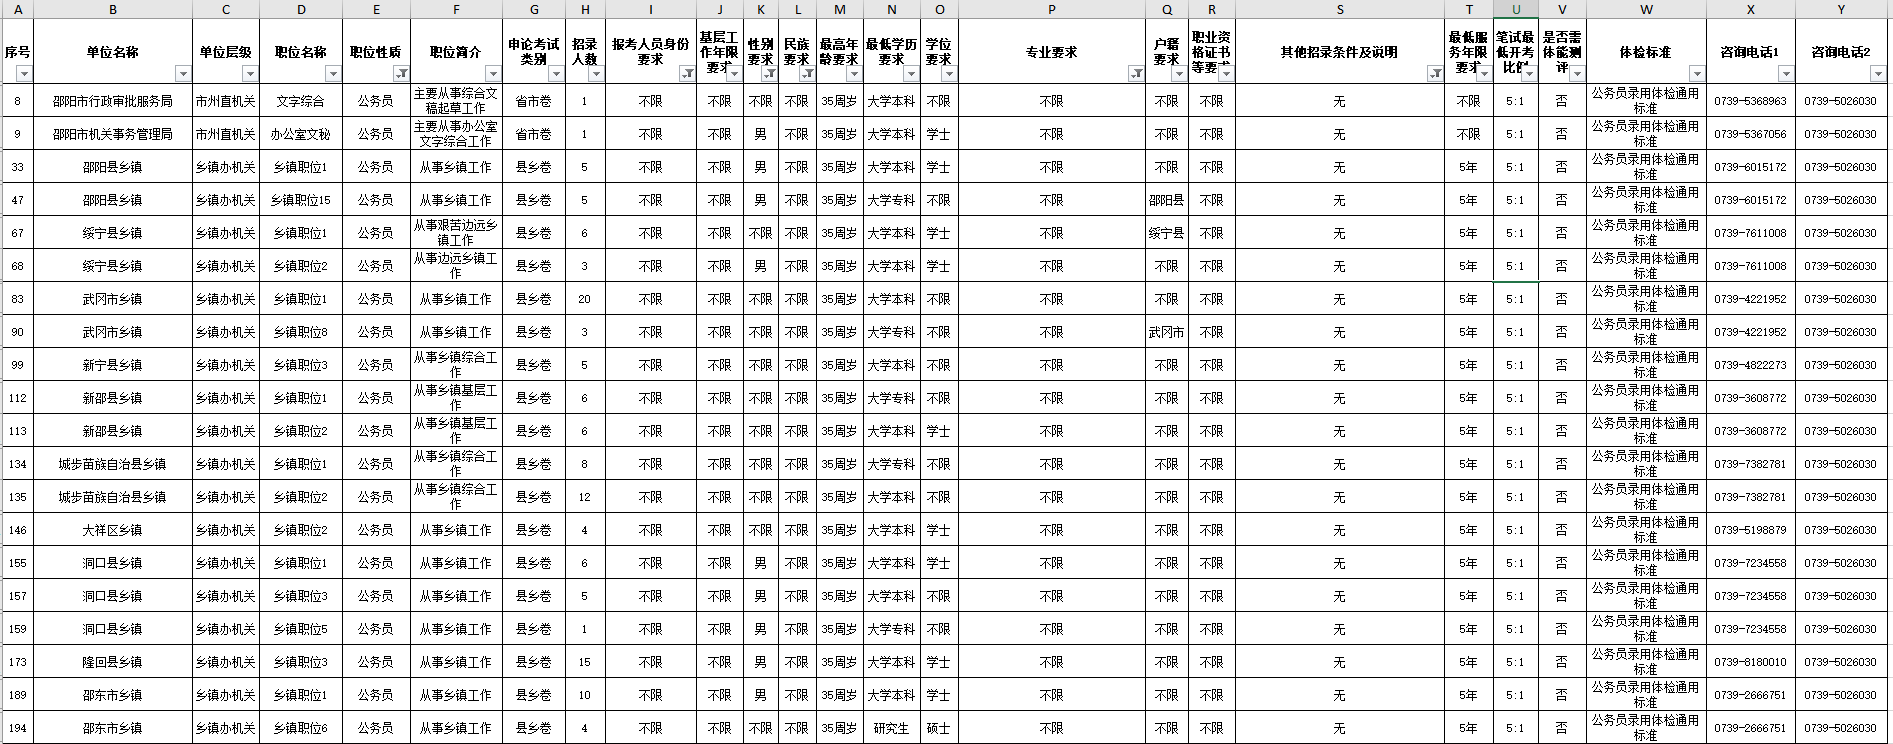 A B C D E F G H I J K L M N O P Q R S T U V W X Y
序号 单位名称 单位层级 职位名称 职位性质 职位简介 申论考试类别 招录人数 报考人员身份要求 基层工作年限要求 性别要求 民族要求 最高年龄要求 最低学历要求 学位要求 专业要求 户籍要求 职业资格证书等要求 其他招录条件及说明 最低服务年限要求 笔试最低开考比例 是否需体能测评 体检标准 咨询电话1 咨询电话2
8 邵阳市行政审批服务局 市州直机关 文字综合 公务员 主要从事综合文稿起草工作 省市卷 1 不限 不限 不限 不限 35周岁 大学本科 不限 不限 不限 不限 无 不限 5:1 否 公务员录用体检通用标准 0739-5368963 0739-5026030
9 邵阳市机关事务管理局 市州直机关 办公室文秘 公务员 主要从事办公室文字综合工作 省市卷 1 不限 不限 男 不限 35周岁 大学本科 学士 不限 不限 不限 无 不限 5:1 否 公务员录用体检通用标准 0739-5367056 0739-5026030
33 邵阳县乡镇 乡镇办机关 乡镇职位1 公务员 从事乡镇工作 县乡卷 5 不限 不限 男 不限 35周岁 大学本科 学士 不限 不限 不限 无 5年 5:1 否 公务员录用体检通用标准 0739-6015172 0739-5026030
47 邵阳县乡镇 乡镇办机关 乡镇职位15 公务员 从事乡镇工作 县乡卷 5 不限 不限 男 不限 35周岁 大学专科 不限 不限 邵阳县 不限 无 5年 5:1 否 公务员录用体检通用标准 0739-6015172 0739-5026030
67 绥宁县乡镇 乡镇办机关 乡镇职位1 公务员 从事艰苦边远乡镇工作 县乡卷 6 不限 不限 不限 不限 35周岁 大学本科 学士 不限 绥宁县 不限 无 5年 5:1 否 公务员录用体检通用标准 0739-7611008 0739-5026030
68 绥宁县乡镇 乡镇办机关 乡镇职位2 公务员 从事边远乡镇工作 县乡卷 3 不限 不限 男 不限 35周岁 大学本科 学士 不限 不限 不限 无 5年 5:1 否 公务员录用体检通用标准 0739-7611008 0739-5026030
83 武冈市乡镇 乡镇办机关 乡镇职位1 公务员 从事乡镇工作 县乡卷 20 不限 不限 不限 不限 35周岁 大学本科 不限 不限 不限 不限 无 5年 5:1 否 公务员录用体检通用标准 0739-4221952 0739-5026030
90 武冈市乡镇 乡镇办机关 乡镇职位8 公务员 从事乡镇工作 县乡卷 3 不限 不限 不限 不限 35周岁 大学专科 不限 不限 武冈市 不限 无 5年 5:1 否 公务员录用体检通用标准 0739-4221952 0739-5026030
99 新宁县乡镇 乡镇办机关 乡镇职位3 公务员 从事乡镇综合工作 县乡卷 5 不限 不限 不限 不限 35周岁 大学本科 不限 不限 不限 不限 无 5年 5:1 否 公务员录用体检通用标准 0739-4822273 0739-5026030
112 新邵县乡镇 乡镇办机关 乡镇职位1 公务员 从事乡镇基层工作 县乡卷 6 不限 不限 不限 不限 35周岁 大学专科 不限 不限 不限 不限 无 5年 5:1 否 公务员录用体检通用标准 0739-3608772 0739-5026030
113 新邵县乡镇 乡镇办机关 乡镇职位2 公务员 从事乡镇基层工作 县乡卷 6 不限 不限 不限 不限 35周岁 大学本科 学士 不限 不限 不限 无 5年 5:1 否 公务员录用体检通用标准 0739-3608772 0739-5026030
134 城步苗族自治县乡镇 乡镇办机关 乡镇职位1 公务员 从事乡镇综合工作 县乡卷 8 不限 不限 不限 不限 35周岁 大学专科 不限 不限 不限 不限 无 5年 5:1 否 公务员录用体检通用标准 0739-7382781 0739-5026030
135 城步苗族自治县乡镇 乡镇办机关 乡镇职位2 公务员 从事乡镇综合工作 县乡卷 12 不限 不限 不限 不限 35周岁 大学本科 不限 不限 不限 不限 无 5年 5:1 否 公务员录用体检通用标准 0739-7382781 0739-5026030
146 大祥区乡镇 乡镇办机关 乡镇职位2 公务员 从事乡镇工作 县乡卷 4 不限 不限 不限 不限 35周岁 大学本科 学士 不限 不限 不限 无 5年 5:1 否 公务员录用体检通用标准 0739-5198879 0739-5026030
155 洞口县乡镇 乡镇办机关 乡镇职位1 公务员 从事乡镇工作 县乡卷 6 不限 不限 男 不限 35周岁 大学本科 学士 不限 不限 不限 无 5年 5:1 否 公务员录用体检通用标准 0739-7234558 0739-5026030
157 洞口县乡镇 乡镇办机关 乡镇职位3 公务员 从事乡镇工作 县乡卷 5 不限 不限 男 不限 35周岁 大学本科 学士 不限 不限 不限 无 5年 5:1 否 公务员录用体检通用标准 0739-7234558 0739-5026030
159 洞口县乡镇 乡镇办机关 乡镇职位5 公务员 从事乡镇工作 县乡卷 1 不限 不限 男 不限 35周岁 大学专科 不限 不限 不限 不限 无 5年 5:1 否 公务员录用体检通用标准 0739-7234558 0739-5026030
173 隆回县乡镇 乡镇办机关 乡镇职位3 公务员 从事乡镇工作 县乡卷 15 不限 不限 男 不限 35周岁 大学本科 学士 不限 不限 不限 无 5年 5:1 否 公务员录用体检通用标准 0739-8180010 0739-5026030
189 邵东市乡镇 乡镇办机关 乡镇职位1 公务员 从事乡镇工作 县乡卷 10 不限 不限 男 不限 35周岁 大学本科 学士 不限 不限 不限 无 5年 5:1 否 公务员录用体检通用标准 0739-2666751 0739-5026030
194 邵东市乡镇 乡镇办机关 乡镇职位6 公务员 从事乡镇工作 县乡卷 4 不限 不限 不限 不限 35周岁 研究生 硕士 不限 不限 不限 无 5年 5:1 否 公务员录用体检通用标准 0739-2666751 0739-5026030